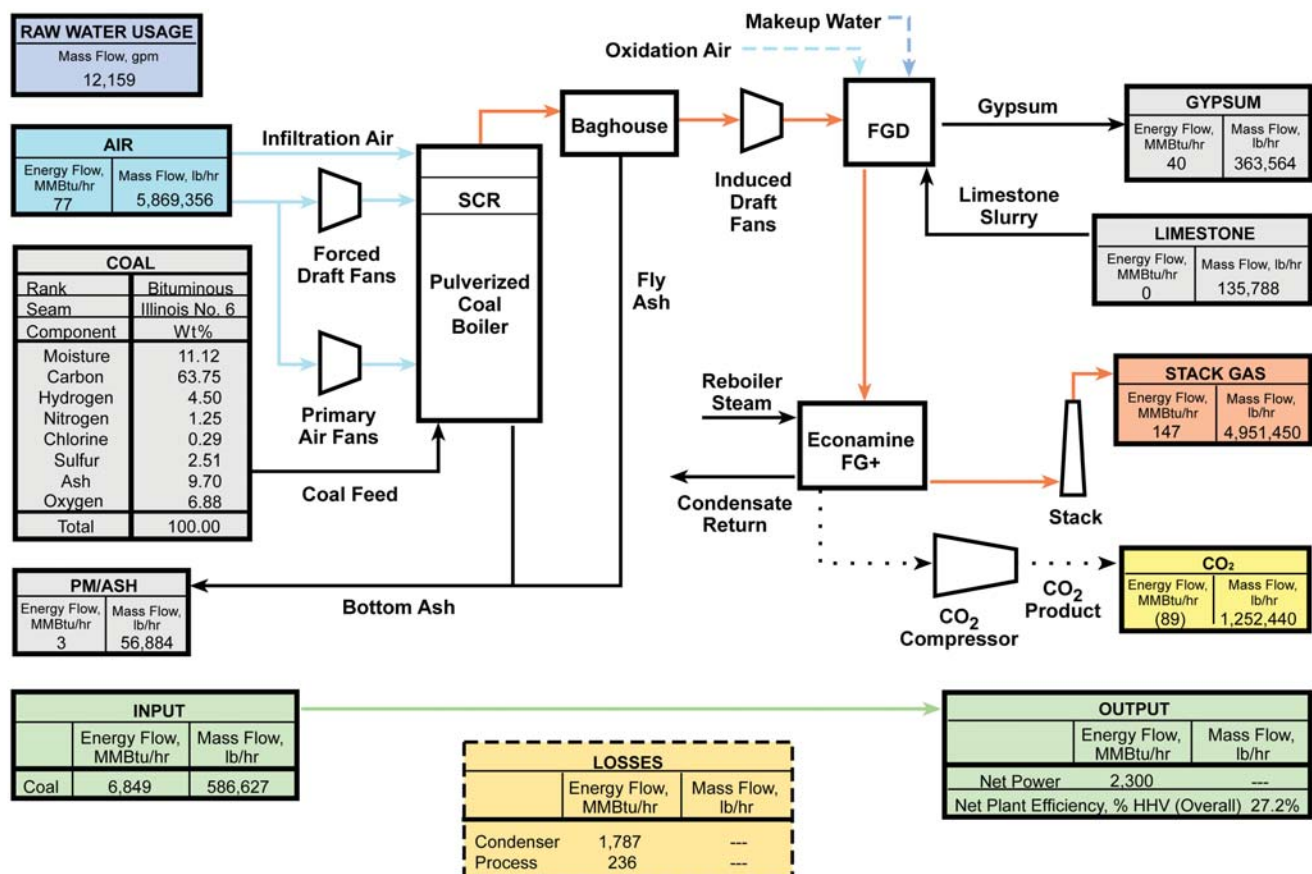 RAW WATER USAGE
Mass Flow, gpm
12,159
Makeup Water
Oxidation Air
AIR
Energy Flow,
MMBtu/hr
77
Mass Flow, lb/hr
5,869,356
Infiltration Air
Forced
Draft Fans
Primary
Air Fans
SCR
Pulverized
Coal
Boiler
Baghouse
Induced
Draft
Fans
FGD
Gypsum
GYPSUM
Energy Flow,
MMBtu/hr
40
Mass Flow,
lb/hr
363,564
Limestone
Slurry
LIMESTONE
Energy Flow,
MMBtu/hr
0
Mass Flow, lb/hr
135,788
COAL
Rank Bituminous
Seam Illinois No. 6
Component Wt%
Moisture 11.12
Carbon 63.75
Hydrogen 4.50
Nitrogen 1.25
Chlorine 0.29
Sulfur 2.51
Ash 9.70
Oxygen 6.88
Total 100.00
Coal Feed
Fly
Ash
Reboiler
Steam
Econamine
FG+
Condensate
Return
Stack
STACK GAS
Energy Flow,
MMBtu/hr
147
Mass Flow,
lb/hr
4,951,450
CO2
Compressor
CO2
Product
CO2
Energy Flow,
MMBtu/hr
(89)
Mass Flow,
lb/hr
1,252,440
PM/ASH
Energy Flow,
MMBtu/hr
3
Mass Flow,
lb/hr
56,884
Bottom Ash
INPUT
Energy Flow,
MMBtu/hr
Mass Flow,
lb/hr
Coal 6,849 586,627
LOSSES
Energy Flow,
MMBtu/hr
Mass Flow,
lb/hr
Condenser 1,787 ---
Process 236 ---
OUTPUT
Energy Flow,
MMBtu/hr
Mass Flow,
lb/hr
Net Power 2,300 ---
Net Plant Efficiency, % HHV (Overall) 27.2%